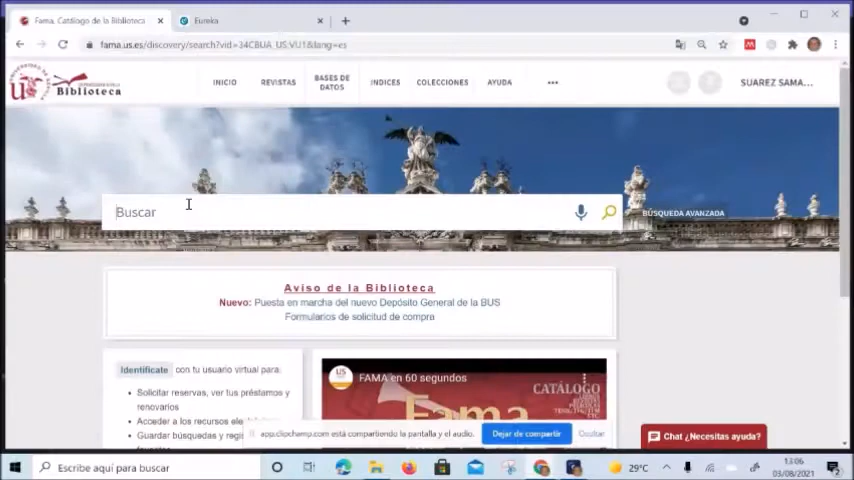 Fama. Catálogo de la Biblioteca
Eureka
fama.us.es/discovery/search?vid=34CBUA_US:VU1&lang=es
Biblioteca
INICIO
REVISTAS
BASES DE
DATOS
INDICES
COLECCIONES
AYUDA
SUAREZ SAMA...
Buscar
BÚSQUEDA AVANZADA
Aviso de la Biblioteca
Nuevo: Puesta en marcha del nuevo Depósito General de la BUS
Formularios de solicitud de compra
Identifícate con tu usuario virtual para:
Solicitar reservas, ver tus préstamos y
renovarlos
Acceder a los recursos
Guardar búsquedas y
US
FAMA en 60 segundos
CATÁLOGO
Fama
app.clipchamp.com está compartiendo la pantalla y el audio.
Dejar de compartir
Ocultar
Chat ¿Necesitas ayuda?
Escribe aquí para buscar
29°C
13:06
03/08/2021